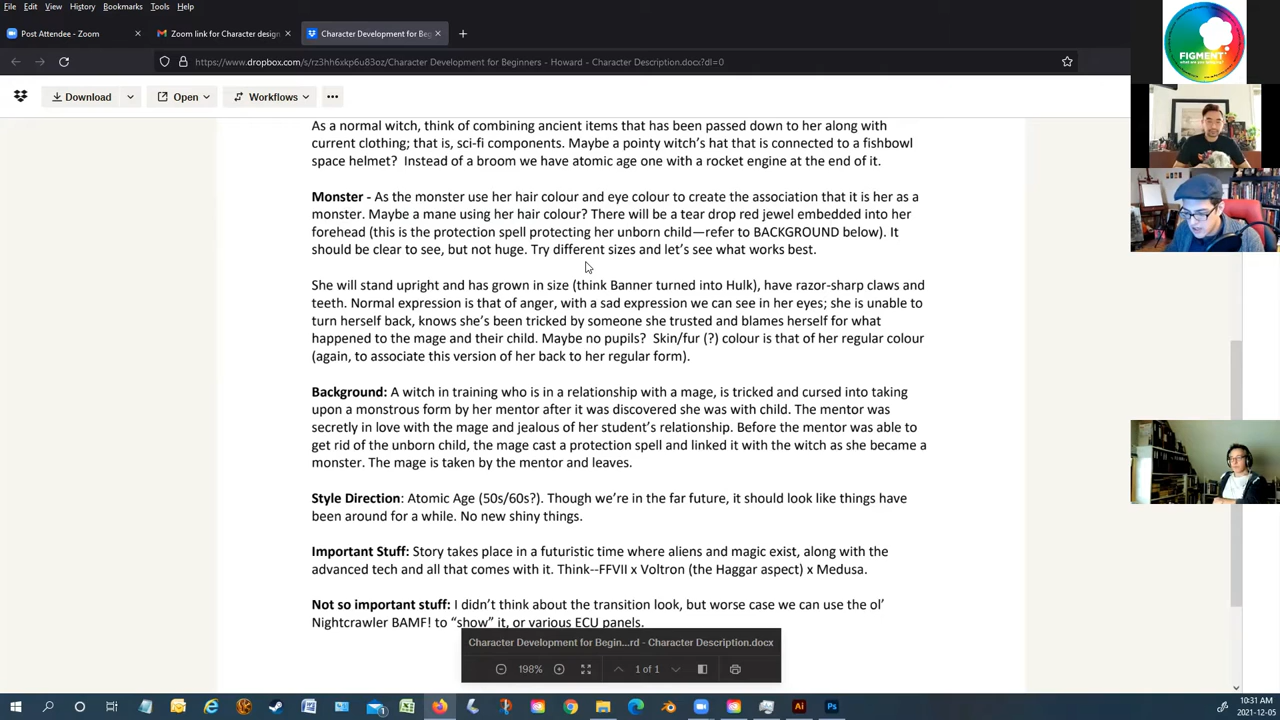 File Edit View History Bookmarks Tools Help
Post Attendee - Zoom
Zoom link for Character design
Character Development for Beg
https://www.dropbox.com/s/rz3hh6xkp6u83oz/Character Development for Beginners - Howard - Character Description.docx?dl=0
Download
Open
Workflows
FIGMENT
As a normal witch, think of combining ancient items that has been passed down to her along with
current clothing; that is, sci-fi components. Maybe a pointy witch's hat that is connected to a fishbowl
space helmet? Instead of a broom we have atomic age one with a rocket engine at the end of it.
Monster - As the monster use her hair colour and eye colour to create the association that it is her as a
monster. Maybe a mane using her hair colour? There will be a tear drop red jewel embedded into her
forehead (this is the protection spell protecting her unborn child—refer to BACKGROUND below). It
should be clear to see, but not huge. Try different sizes and let's see what works best.
She will stand upright and has grown in size (think Banner turned into Hulk), have razor-sharp claws and
teeth. Normal expression is that of anger, with a sad expression we can see in her eyes; she is unable to
turn herself back, knows she's been tricked by someone she trusted and blames herself for what
happened to the mage and their child. Maybe no pupils? Skin/fur (?) colour is that of her regular colour
(again, to associate this version of her back to her regular form).
Background: A witch in training who is in a relationship with a mage, is tricked and cursed into taking
upon a monstrous form by her mentor after it was discovered she was with child. The mentor was
secretly in love with the mage and jealous of her student's relationship. Before the mentor was able to
get rid of the unborn child, the mage cast a protection spell and linked it with the witch as she became a
monster. The mage is taken by the mentor and leaves.
Style Direction: Atomic Age (50s/60s?). Though we're in the far future, it should look like things have
been around for a while. No new shiny things.
Important Stuff: Story takes place in a futuristic time where aliens and magic exist, along with the
advanced tech and all that comes with it. Think--FFVII x Voltron (the Haggar aspect) x Medusa.
Not so important stuff: I didn't think about the transition look, but worse case we can use the ol'
Nightcrawler BAMF! to "show" it, or various ECU panels.
Character Development for Begin...rd - Character Description.docx
198%
1 of 1
10:31 AM
2021-12-05